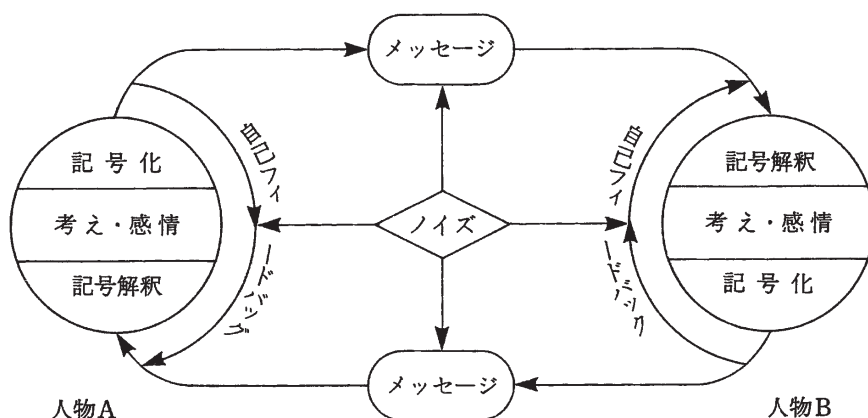 メッセージ
自己フィードバッグ
自己フィードバック
記号化
考え・感情
記号解釈
ノイズ
記号解釈
考え・感情
記号化
メッセージ
人物A
人物B